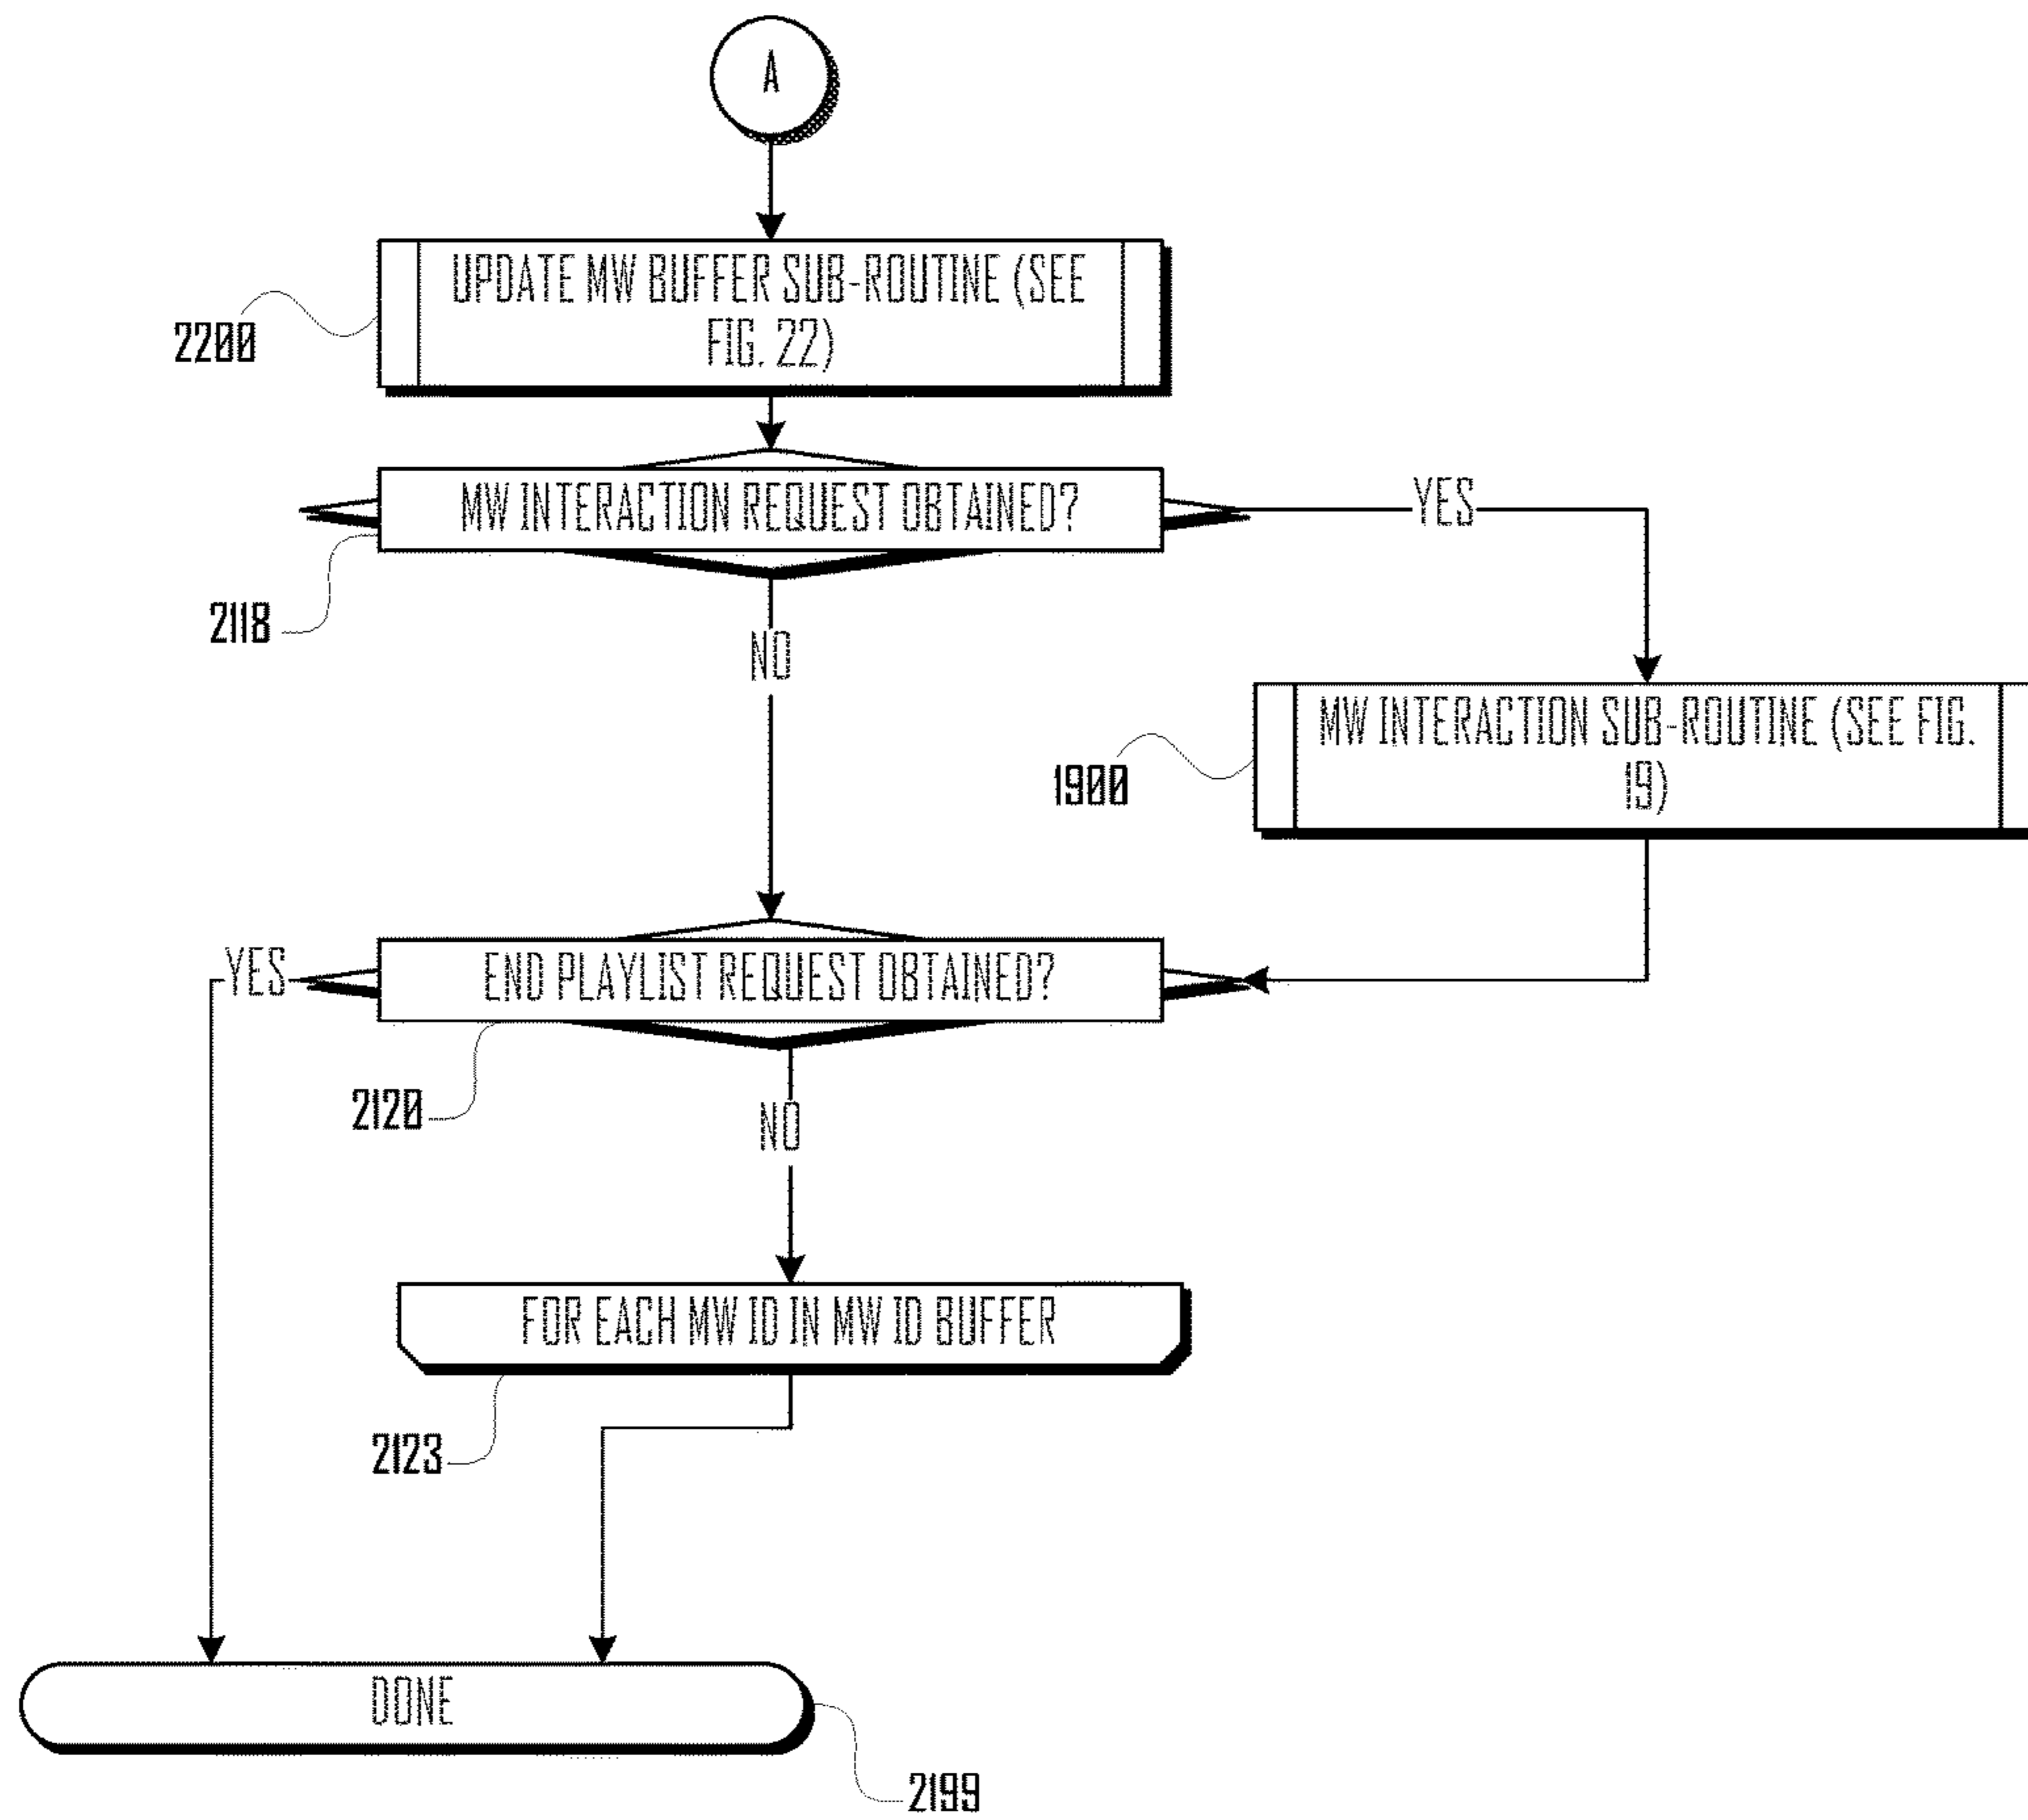 A
UPDATE MW BUFFER SUB-ROUTINE (SEE
FIG. 22)
2200
MW INTERACTION REQUEST OBTAINED?
YES
2118
NO
MW INTERACTION SUB-ROUTINE (SEE FIG.
19)
1900
END PLAYLIST REQUEST OBTAINED?
YES
2120
NO
FOR EACH MW ID IN MW ID BUFFER
2123
DONE
2199